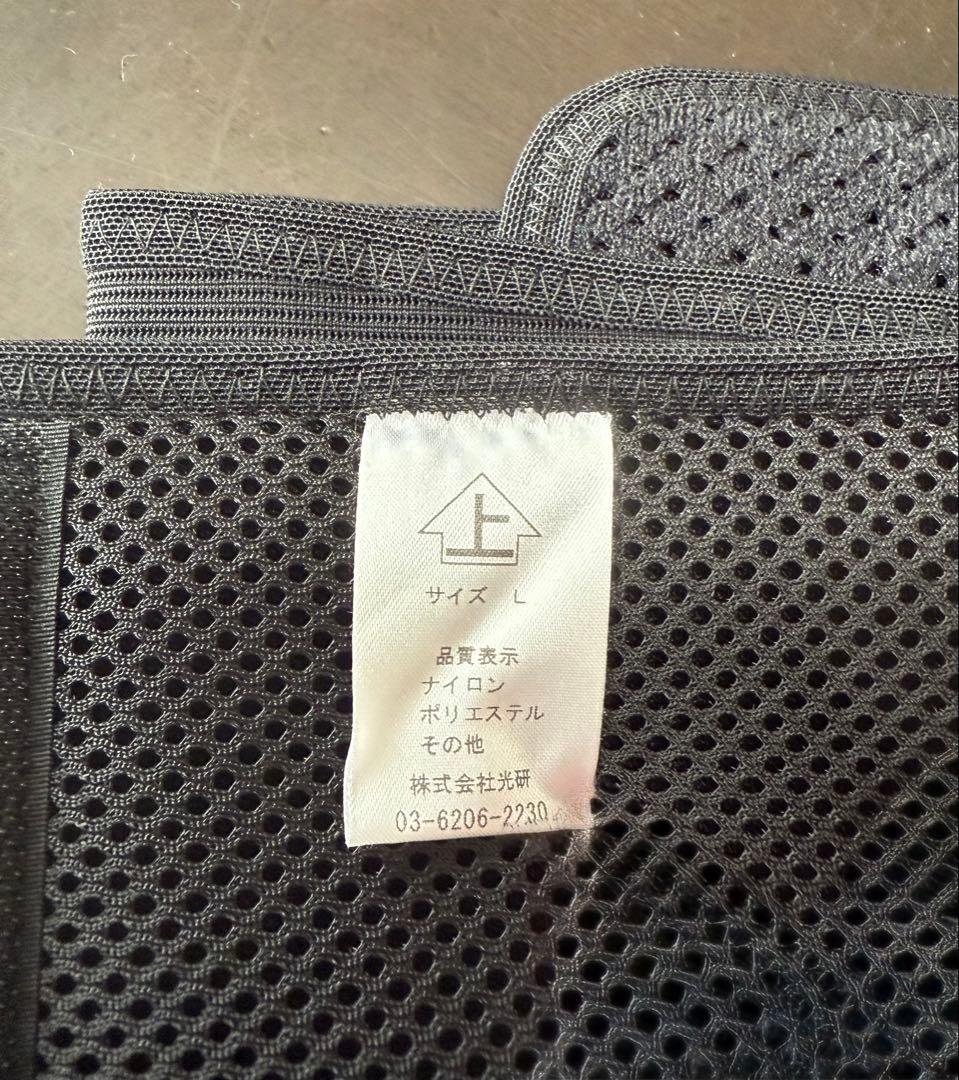 上
サイズ L
品質表示
ナイロン
ポリエステル
その他
株式会社光研
03-6206-2230